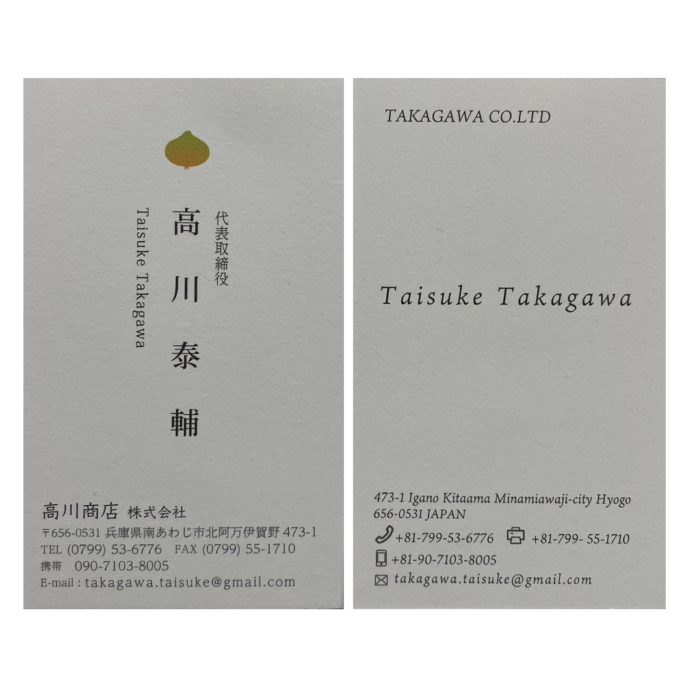 代表取締役
高川泰輔
Taisuke Takagawa
高川商店 株式会社
〒656-0531 兵庫県南あわじ市北阿万伊賀野 473-1
TEL (0799) 53-6776 FAX (0799) 55-1710
携帯 090-7103-8005
E-mail : takagawa.taisuke@gmail.com
TAKAGAWA CO.LTD
Taisuke Takagawa
473-1 Igano Kitaama Minamiawaji-city Hyogo
656-0531 JAPAN
+81-799-53-6776 +81-799- 55-1710
+81-90-7103-8005
takagawa.taisuke@gmail.com